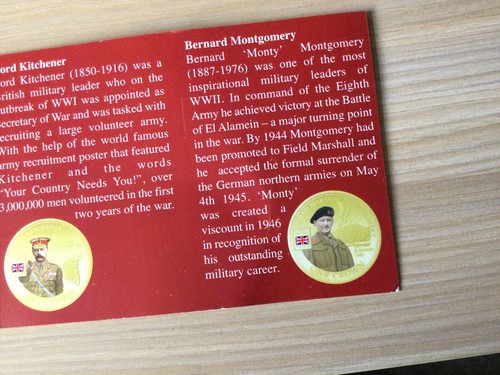 ord Kitchener
ord Kitchener (1850-1916) was a
ritish military leader who on the
utbreak of WWI was appointed as
ecretary of War and was tasked with
ecruiting a large volunteer army.
With the help of the world famous
army recruitment poster that featured
Kitchener and the words
"Your Country Needs You!", over
3,000,000 men volunteered in the first
two years of the war.
Bernard Montgomery
Bernard 'Monty' Montgomery
(1887-1976) was one of the most
inspirational military leaders of
WWII. In command of the Eighth
Army he achieved victory at the Battle
of El Alamein – a major turning point
in the war. By 1944 Montgomery had
been promoted to Field Marshall and
he accepted the formal surrender of
the German northern armies on May
4th 1945. 'Monty'
was created a
viscount in 1946
in recognition of
his outstanding
military career.